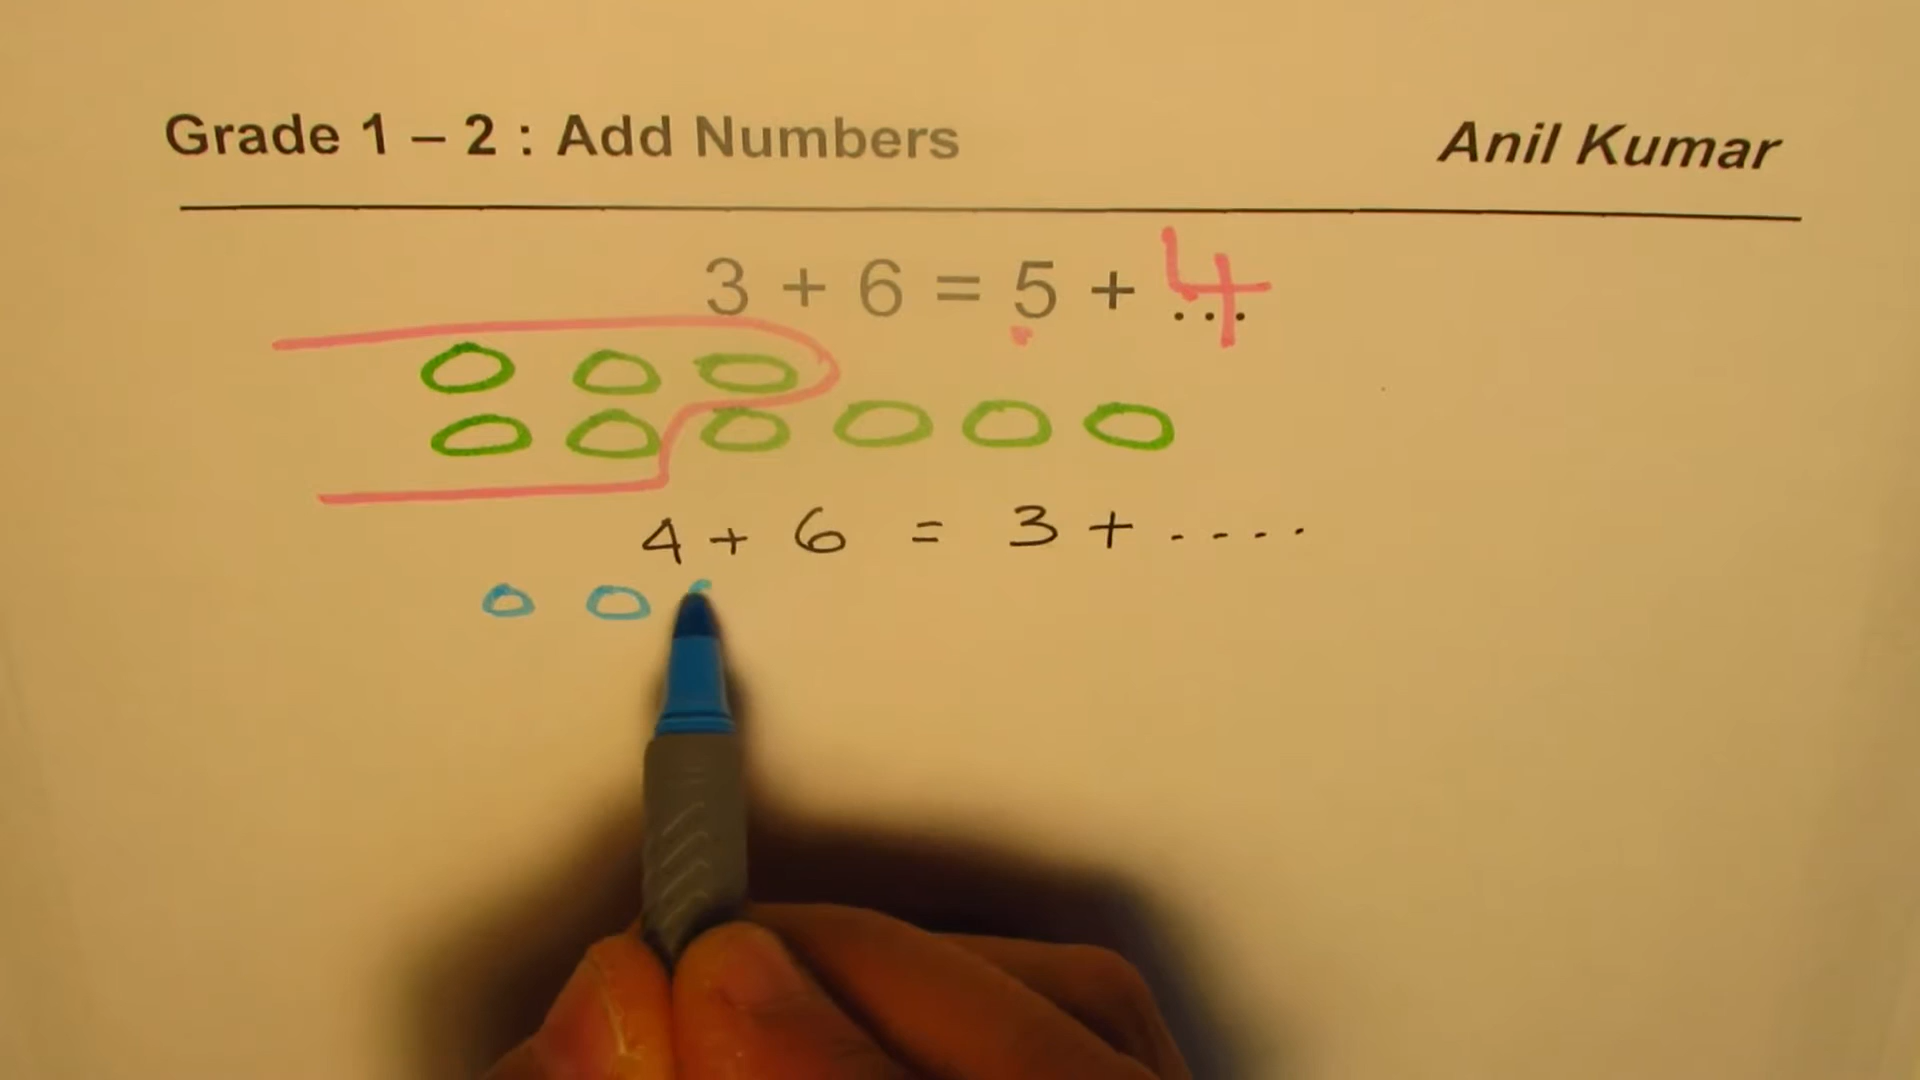 Grade 1 – 2 : Add Numbers
Anil Kumar
3 + 6 = 5 + 4
4 + 6 = 3 + ....